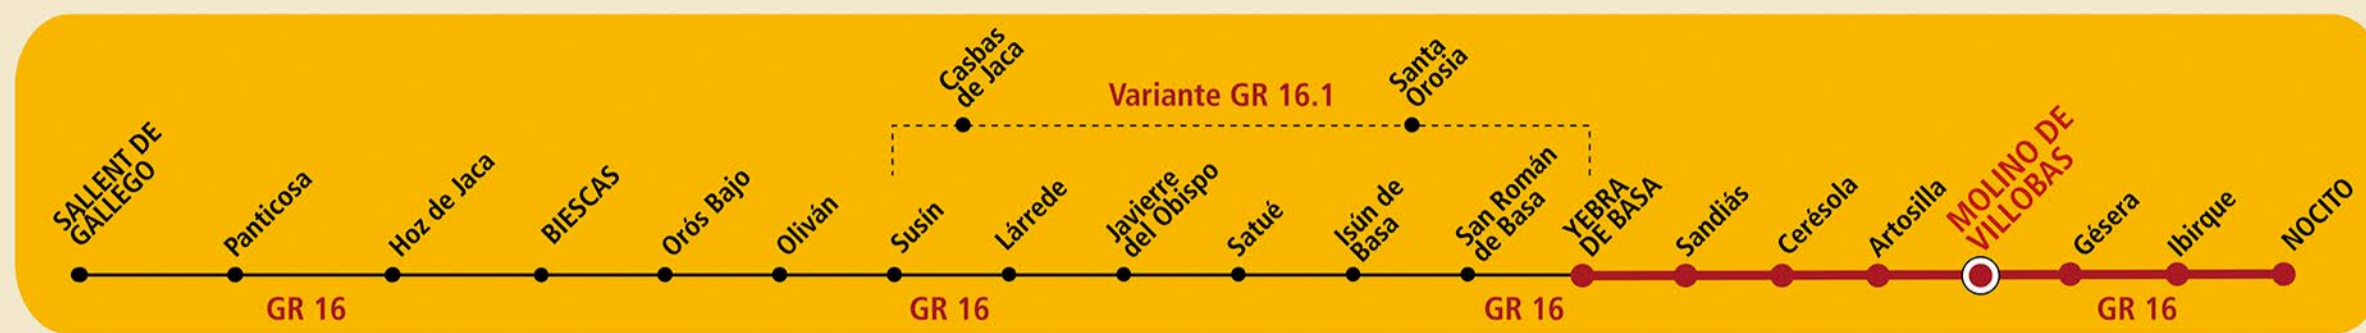 Casbas
de Jaca
Variante GR 16.1
Santa
Orosia
SALLENT DE
GÁLLEGO
Panticosa
Hoz de Jaca
BIESCAS
Orós Bajo
Oliván
Susín
Lárrede
Javierre
del Obispo
Satué
Isún de
Basa
San Román
de Basa
YEBRA
DE BASA
Sandiás
Cerésola
Artosilla
MOLINO DE
VILLOBAS
Gésera
Ibirque
NOCITO
GR 16
GR 16
GR 16
GR 16